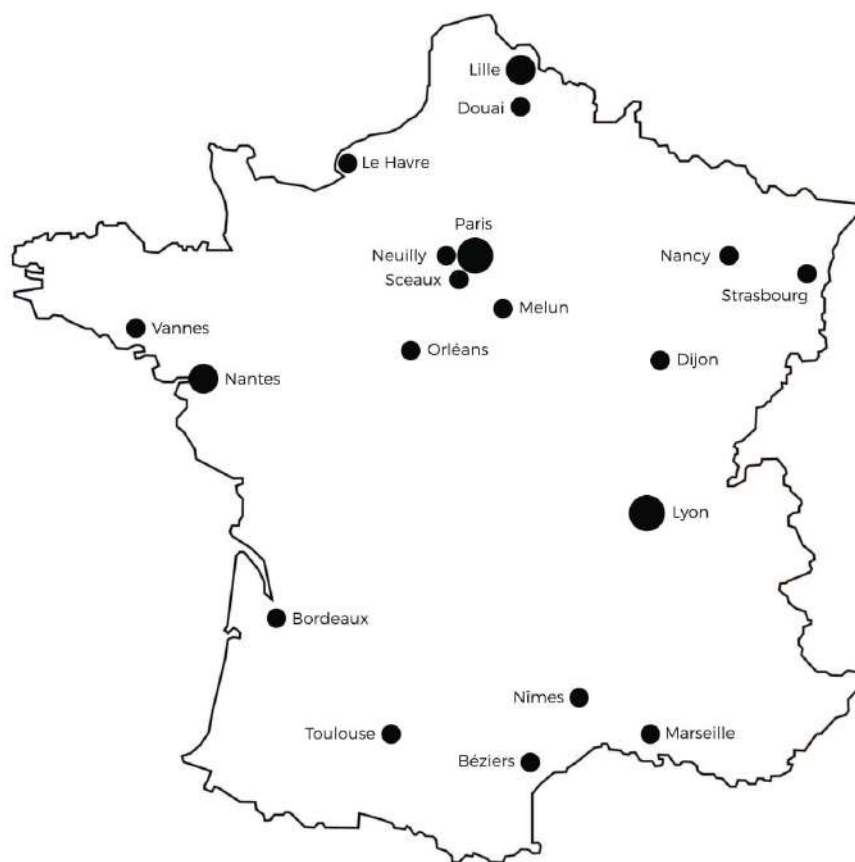 Lille
Douai
Le Havre
Paris
Neuilly
Nancy
Sceaux
Strasbourg
Melun
Vannes
Orléans
Dijon
Nantes
Lyon
Bordeaux
Nîmes
Toulouse
Marseille
Béziers